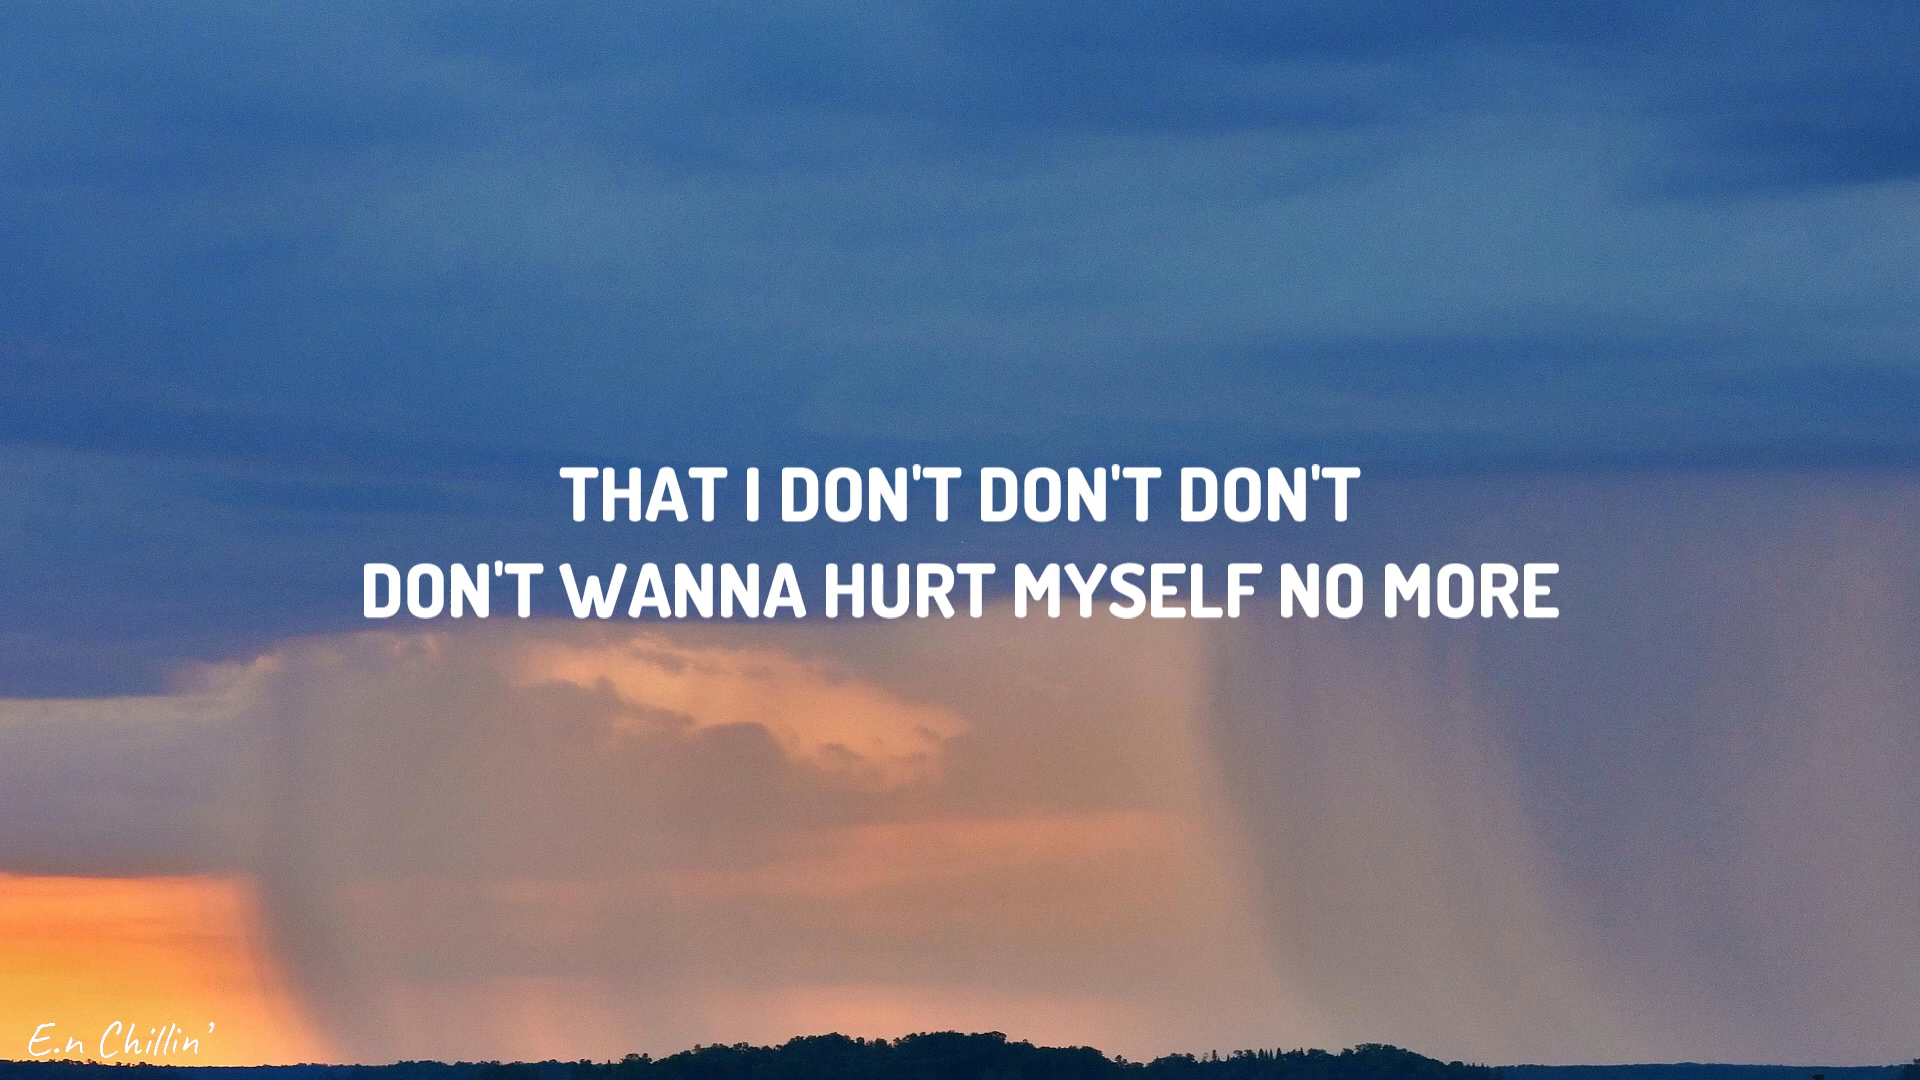 THAT I DON'T DON'T DON'T
DON'T WANNA HURT MYSELF NO MORE
E.n Chillin'